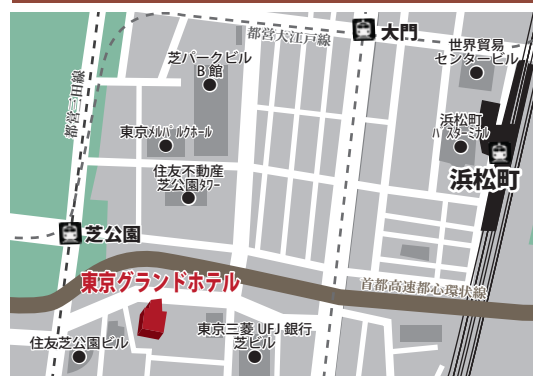 都営大江戸線
大門
世界貿易
センタービル
芝パークビル
B館
都営三田線
東京メルパルクホール
浜松町
バスターミナル
住友不動産
芝公園タワー
浜松町
芝公園
東京グランドホテル
首都高速都心環状線
東京三菱 UFJ 銀行
芝ビル
住友芝公園ビル